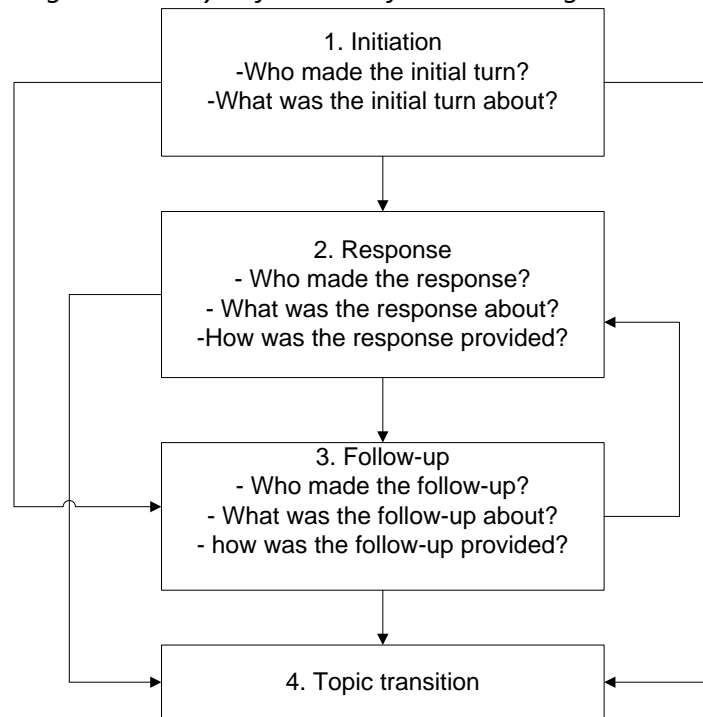 1. Initiation
-Who made the initial turn?
-What was the initial turn about?
2. Response
- Who made the response?
- What was the response about?
-How was the response provided?
3. Follow-up
- Who made the follow-up?
- What was the follow-up about?
- how was the follow-up provided?
4. Topic transition